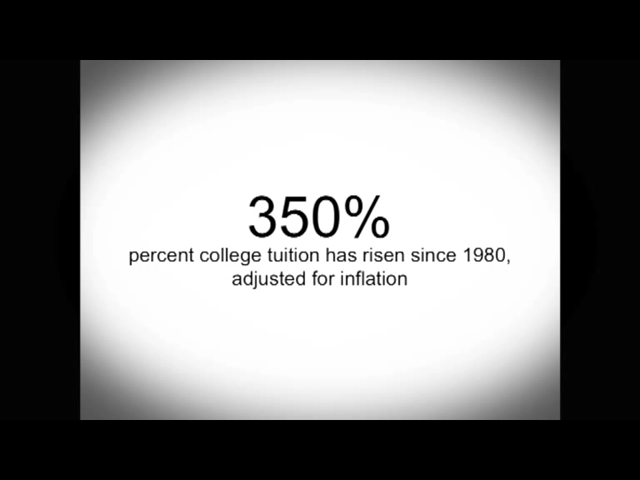 350%
percent college tuition has risen since 1980,
adjusted for inflation